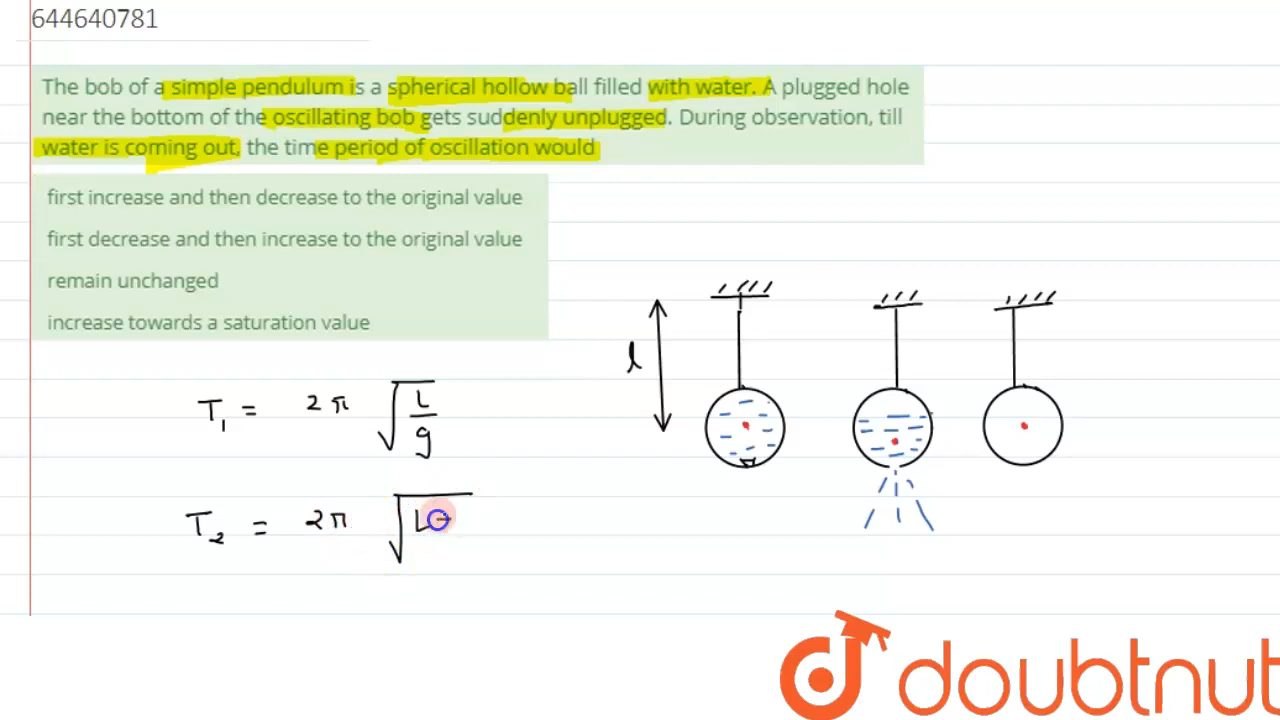 644640781
The bob of a simple pendulum is a spherical hollow ball filled with water. A plugged hole
near the bottom of the oscillating bob gets suddenly unplugged. During observation, till
water is coming out, the time period of oscillation would
first increase and then decrease to the original value
first decrease and then increase to the original value
remain unchanged
increase towards a saturation value
l
T₁ = 2π √(L/g)
T₂ = 2π √L+
doubtnut